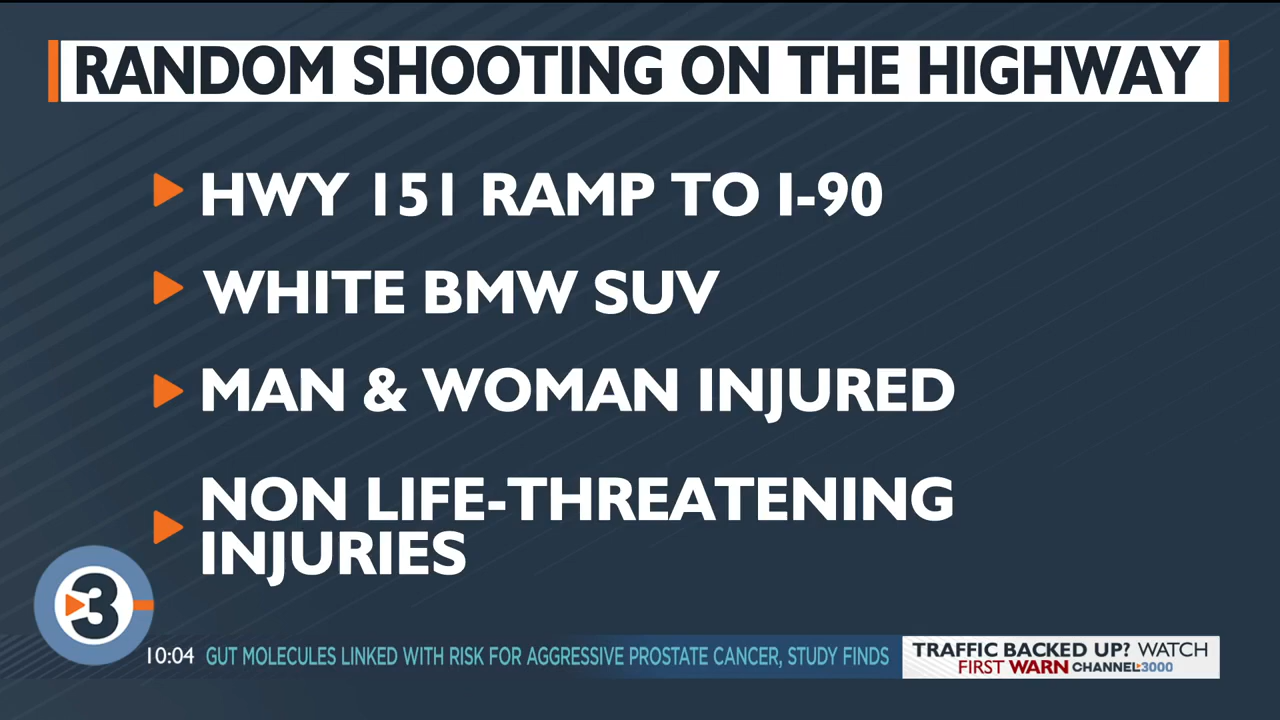 RANDOM SHOOTING ON THE HIGHWAY
HWY 151 RAMP TO I-90
WHITE BMW SUV
MAN & WOMAN INJURED
NON LIFE-THREATENING
INJURIES
3
10:04 GUT MOLECULES LINKED WITH RISK FOR AGGRESSIVE PROSTATE CANCER, STUDY FINDS
TRAFFIC BACKED UP? WATCH
FIRST WARN CHANNEL3000